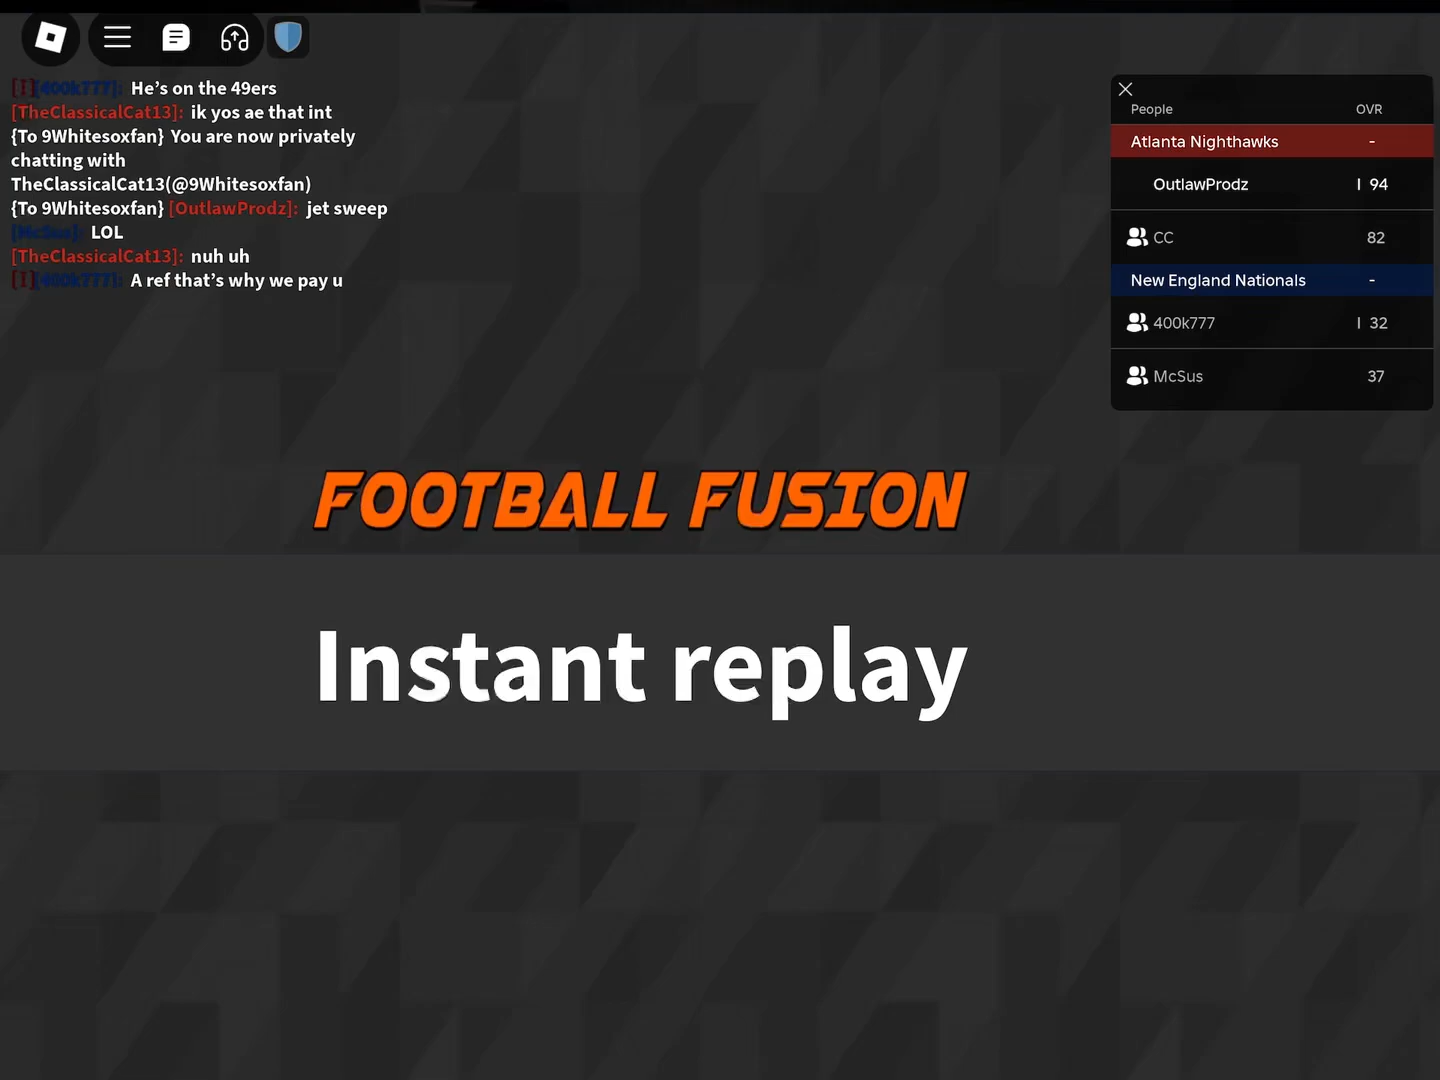 [I][400k777]: He’s on the 49ers
[TheClassicalCat13]: ik yos ae that int
{To 9Whitesoxfan} You are now privately
chatting with
TheClassicalCat13(@9Whitesoxfan)
{To 9Whitesoxfan} [OutlawProdz]: jet sweep
[McSus]: LOL
[TheClassicalCat13]: nuh uh
[I][400k777]: A ref that’s why we pay u
People OVR
Atlanta Nighthawks -
OutlawProdz I 94
CC 82
New England Nationals -
400k777 I 32
McSus 37
FOOTBALL FUSION
Instant replay